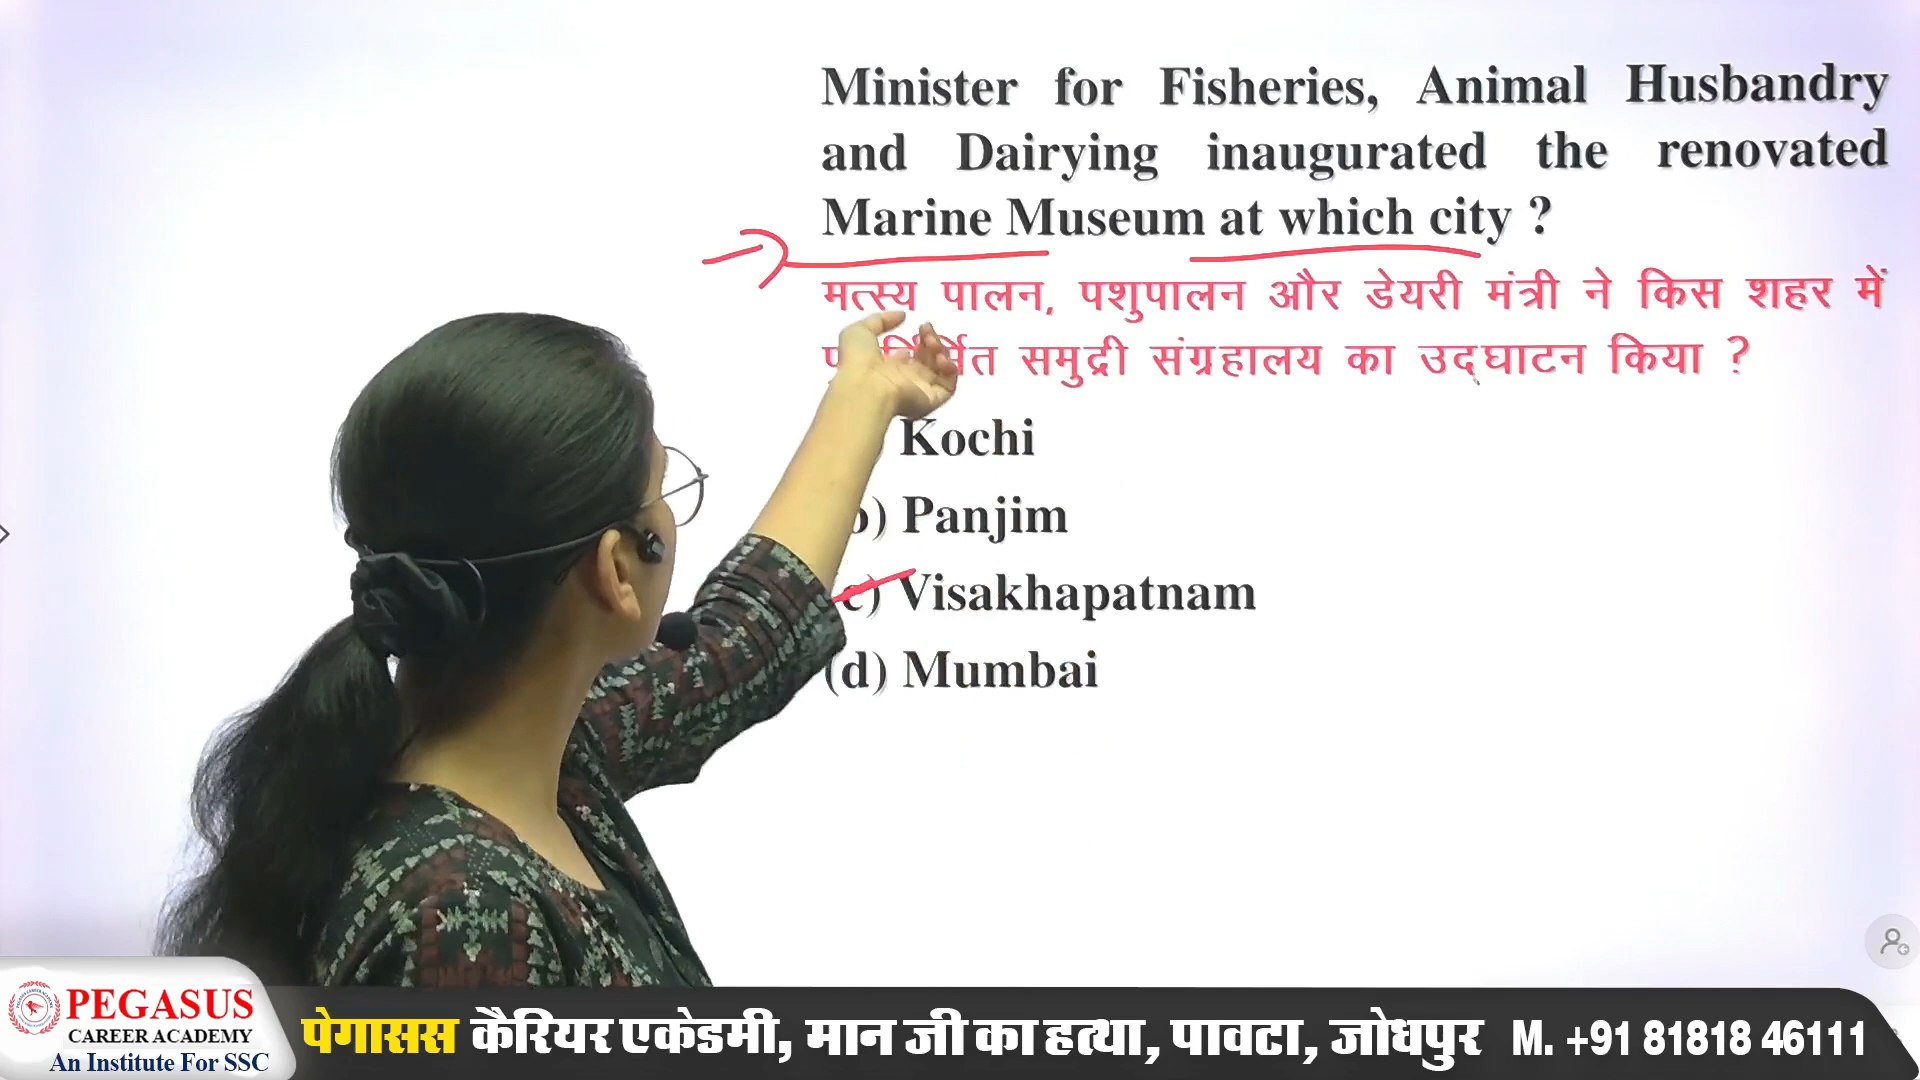 Minister for Fisheries, Animal Husbandry
and Dairying inaugurated the renovated
Marine Museum at which city ?
मत्स्य पालन, पशुपालन और डेयरी मंत्री ने किस शहर में
समुद्री संग्रहालय का उद्घाटन किया ?
Kochi
b) Panjim
(c) Visakhapatnam
(d) Mumbai
PEGASUS
CAREER ACADEMY
An Institute For SSC
पेगासस कैरियर एकेडमी, मान जी का हत्था, पावटा, जोधपुर M. +91 81818 46111